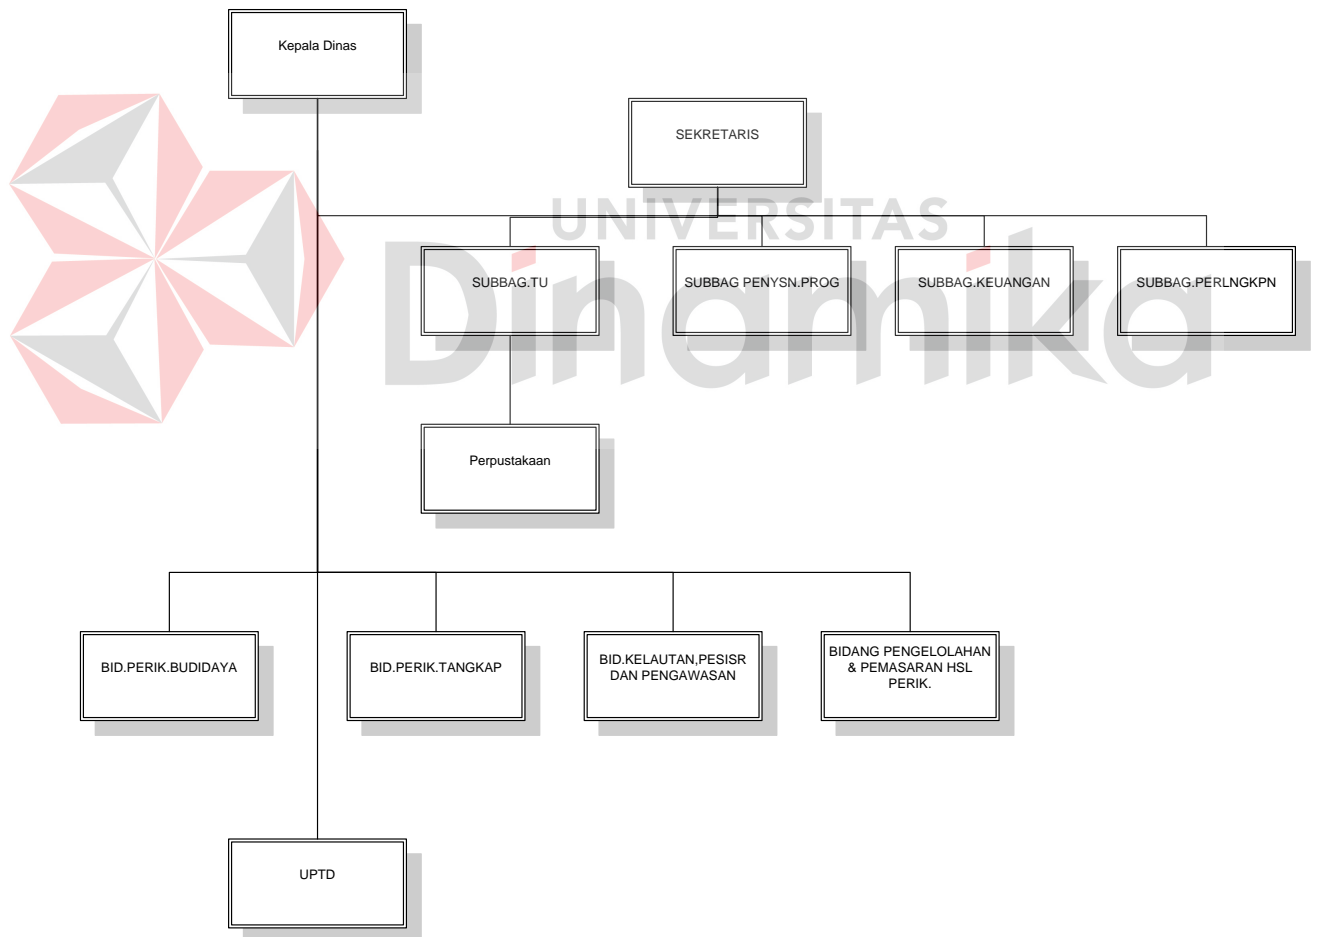 Kepala Dinas
SEKRETARIS
UNIVERSITAS
Dinamika
SUBBAG.TU
SUBBAG PENYSN.PROG
SUBBAG.KEUANGAN
SUBBAG.PERLNGKPN
Perpustakaan
BID.PERIK.BUDIDAYA
BID.PERIK.TANGKAP
BID.KELAUTAN,PESISR
DAN PENGAWASAN
BIDANG PENGELOLAHAN
& PEMASARAN HSL
PERIK.
UPTD